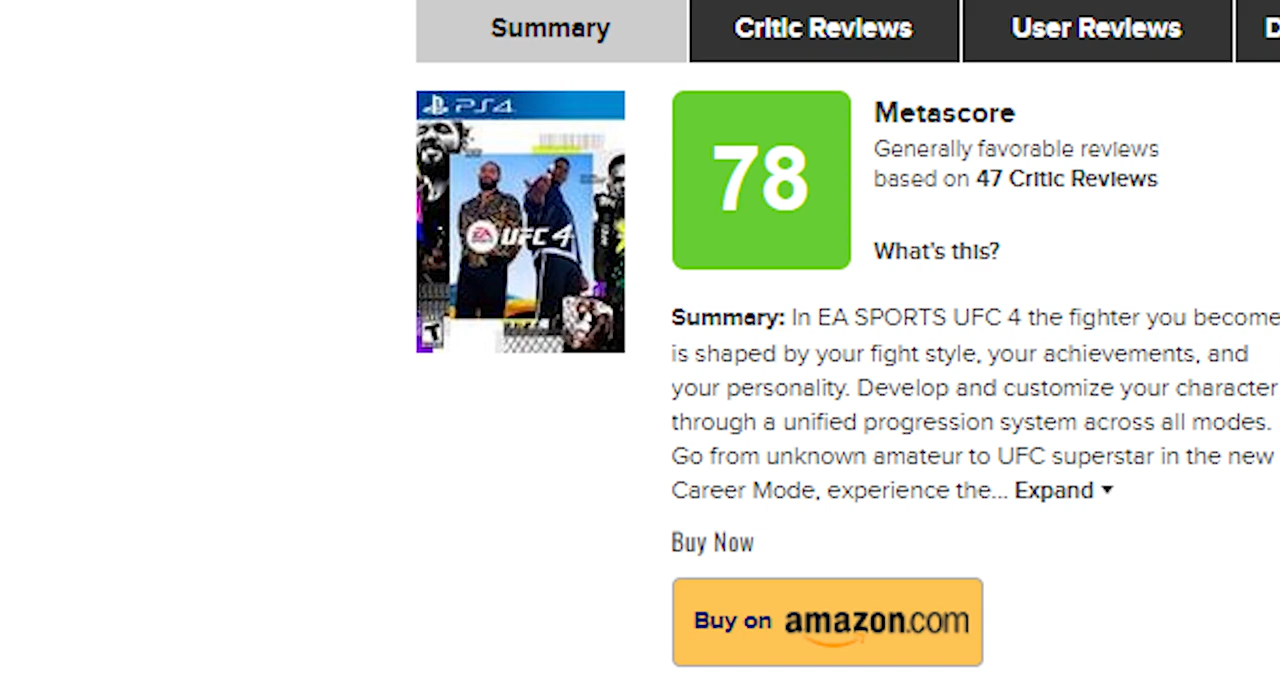 Summary
Critic Reviews
User Reviews
PS4
EA UFC 4
T
78
Metascore
Generally favorable reviews
based on 47 Critic Reviews
What's this?
Summary: In EA SPORTS UFC 4 the fighter you become
is shaped by your fight style, your achievements, and
your personality. Develop and customize your character
through a unified progression system across all modes.
Go from unknown amateur to UFC superstar in the new
Career Mode, experience the... Expand
Buy Now
Buy on amazon.com